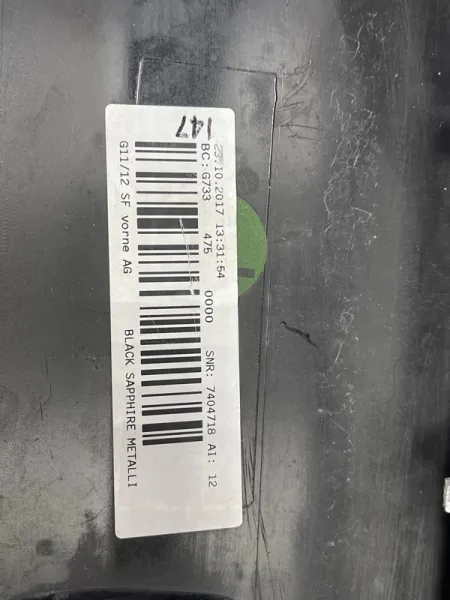 147
23.10.2017 13:31:54
BC: G733 475 0000 SNR: 7404718 AI: 12
G11/12 SF vorne AG BLACK SAPPHIRE METALLI